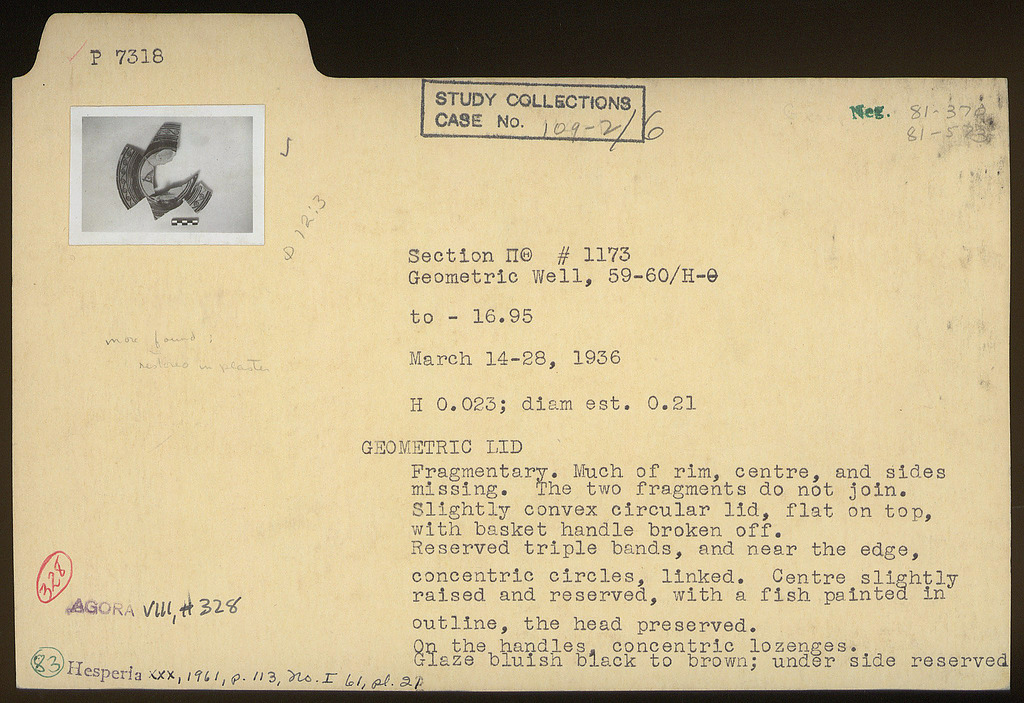 P 7318
STUDY COLLECTIONS
CASE No. 109-2/6
Neg. 81-370
81-573
Section ΠΘ # 1173
Geometric Well, 59-60/H-Θ
to - 16.95
March 14-28, 1936
H 0.023; diam est. 0.21
GEOMETRIC LID
Fragmentary. Much of rim, centre, and sides
missing. The two fragments do not join.
Slightly convex circular lid, flat on top,
with basket handle broken off.
Reserved triple bands, and near the edge,
concentric circles, linked. Centre slightly
raised and reserved, with a fish painted in
outline, the head preserved.
On the handles, concentric lozenges.
Glaze bluish black to brown; under side reserved
more found;
restored in plaster
328
AGORA VIII, # 328
83
Hesperia XXX, 1961, p. 113, No. I 61, pl. 21